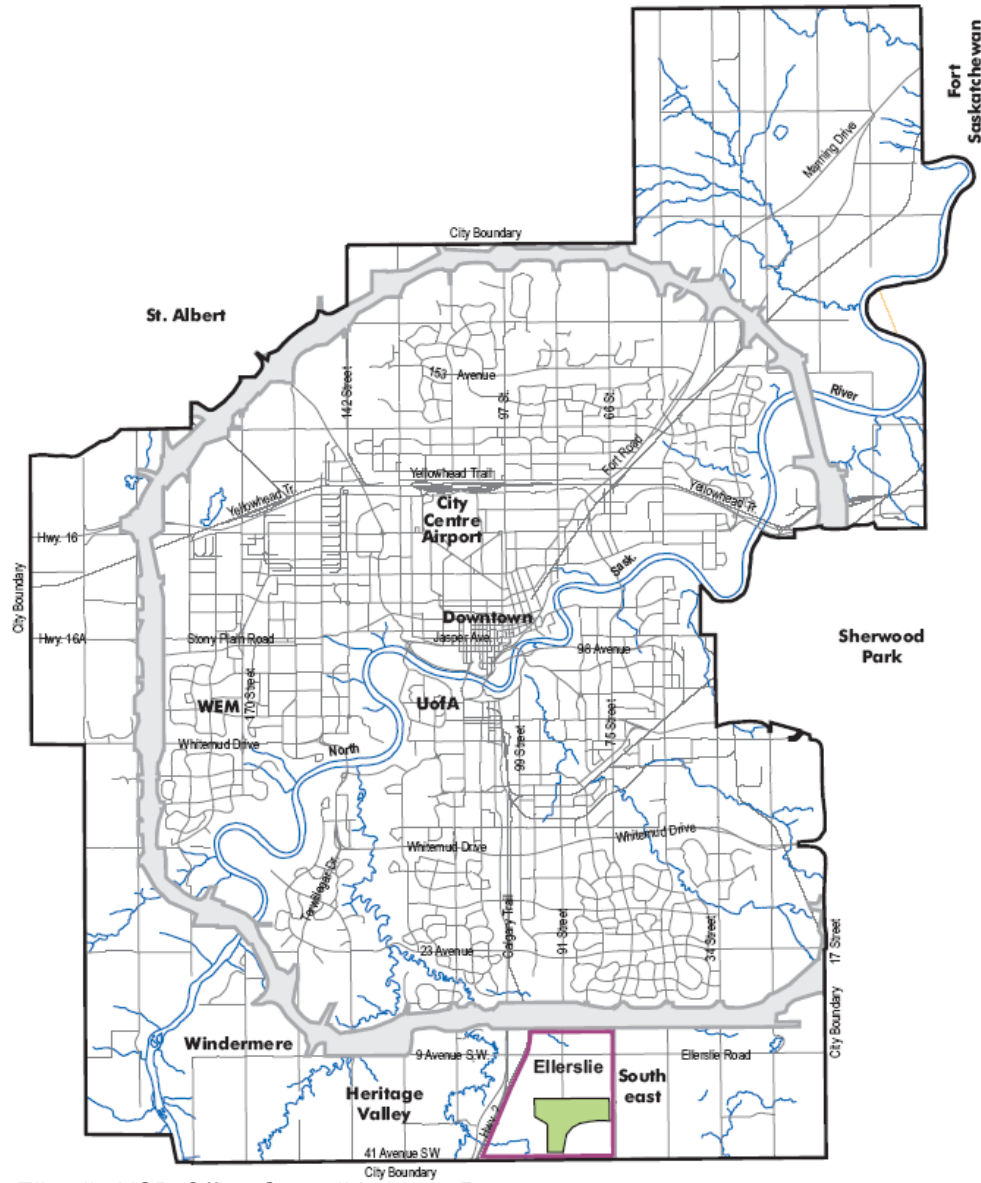 Fort
Saskatchewan
Manning Drive
City Boundary
St. Albert
142 Street
153 Avenue
97 St.
66 St.
River
Fort Road
Yellowhead Trail
Yellowhead Tr
Yellowhead Tr.
City
Centre
Airport
Hwy. 16
City Boundary
Sask.
Downtown
Hwy. 16A
Stony Plain Road
Jasper Ave.
98 Avenue
Sherwood
Park
WEM
170 Street
UofA
75 Street
99 Street
Whitemud Drive
North
Whitemud Drive
Whitemud Drive
Terwillegar Dr.
Calgary Trail
91 Street
34 Street
17 Street
23 Avenue
City Boundary
Windermere
9 Avenue S.W.
Ellerslie
Ellerslie Road
South
east
Heritage
Valley
Hwy. 2
41 Avenue SW
City Boundary